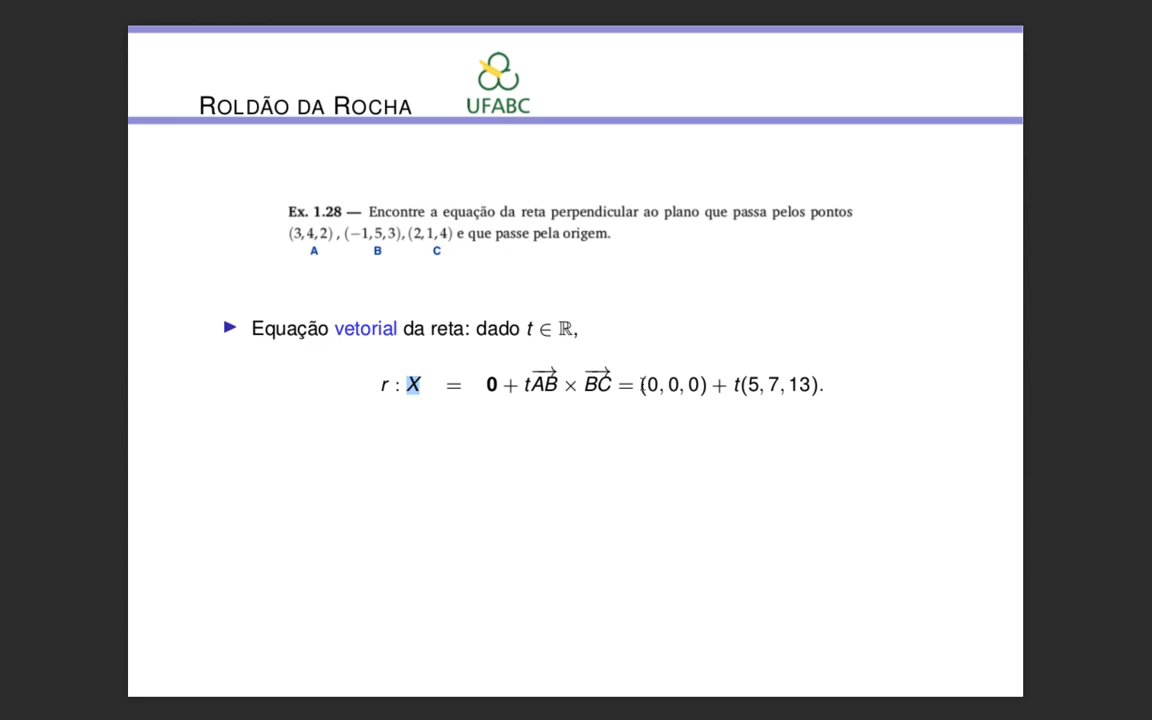 ROLDÃO DA ROCHA
UFABC
Ex. 1.28 — Encontre a equação da reta perpendicular ao plano que passa pelos pontos
(3,4,2) , (−1,5,3), (2,1,4) e que passe pela origem.
A B C
► Equação vetorial da reta: dado t ∈ ℝ,
r : X = 0 + t\overrightarrow{AB} × \overrightarrow{BC} = (0, 0, 0) + t(5, 7, 13).